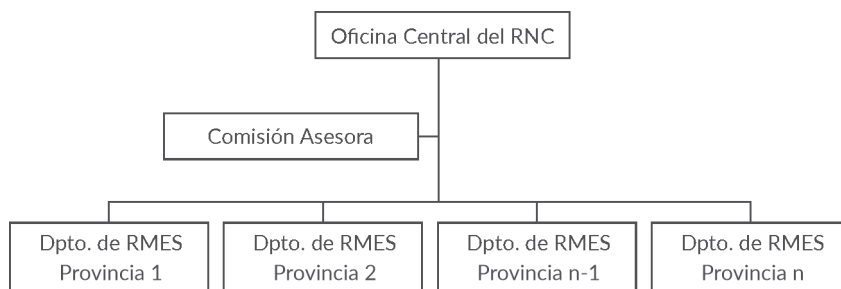 Oficina Central del RNC
Comisión Asesora
Dpto. de RMES
Provincia 1
Dpto. de RMES
Provincia 2
Dpto. de RMES
Provincia n-1
Dpto. de RMES
Provincia n